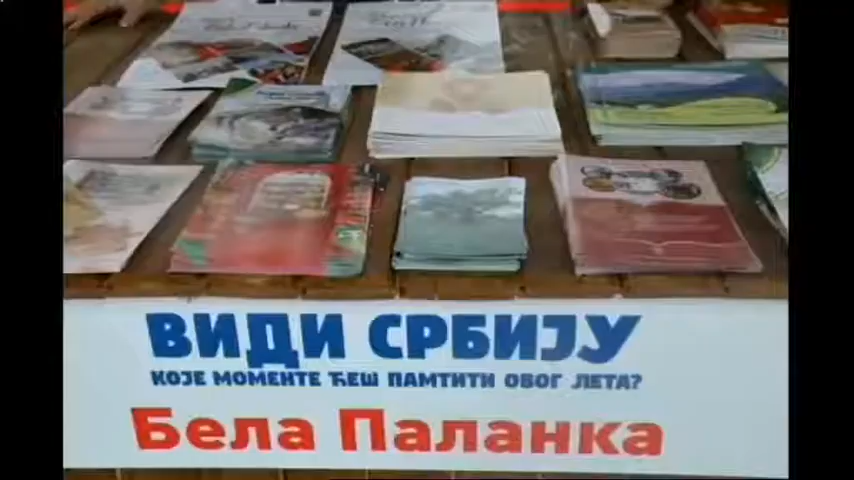 ВИДИ СРБИЈУ
КОЈЕ МОМЕНТЕ ЋЕШ ПАМТИТИ ОВОГ ЛЕТА?
Бела Паланка